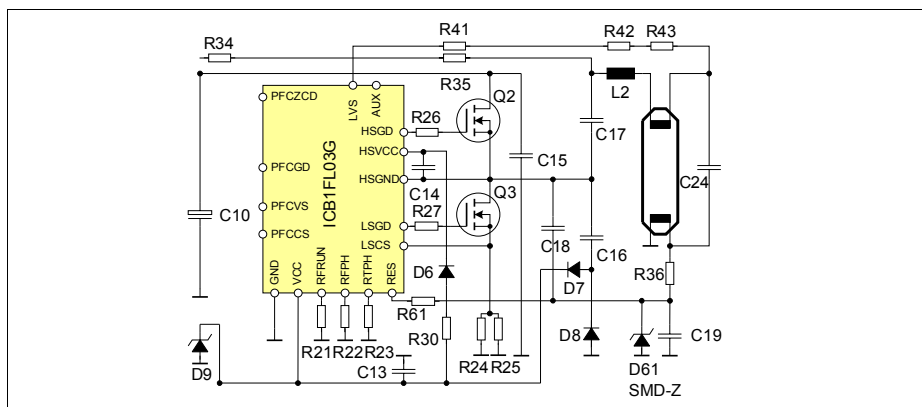 R41
R42 R43
R34
R35
L2
PFCZCD
LVS
AUX
Q2
R26
HSGD
C17
HSVCC
C15
PFCGD
HSGND
C14
C24
ICB1FL03G
Q3
PFCVS
R27
LSGD
C10
PFCCS
LSCS
C18
C16
D6
D7
R36
GND
VCC
RFRUN
RFPH
RTPH
RES
R61
R30
D8
C19
R21 R22 R23
D9
C13
R24 R25
D61
SMD-Z